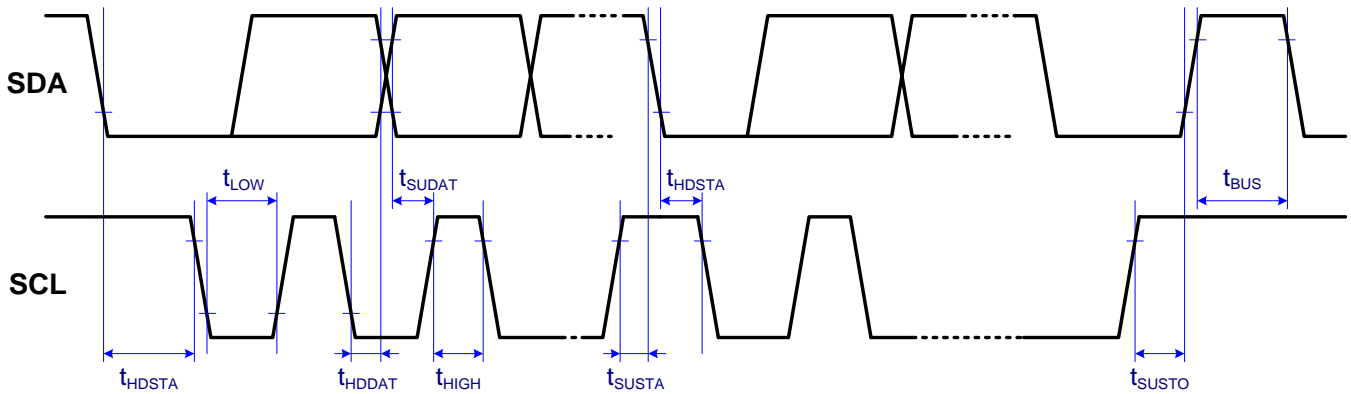 SDA
tLOW
tSUDAT
tHDSTA
tBUS
SCL
tHDSTA
tHDDAT
tHIGH
tSUSTA
tSUSTO